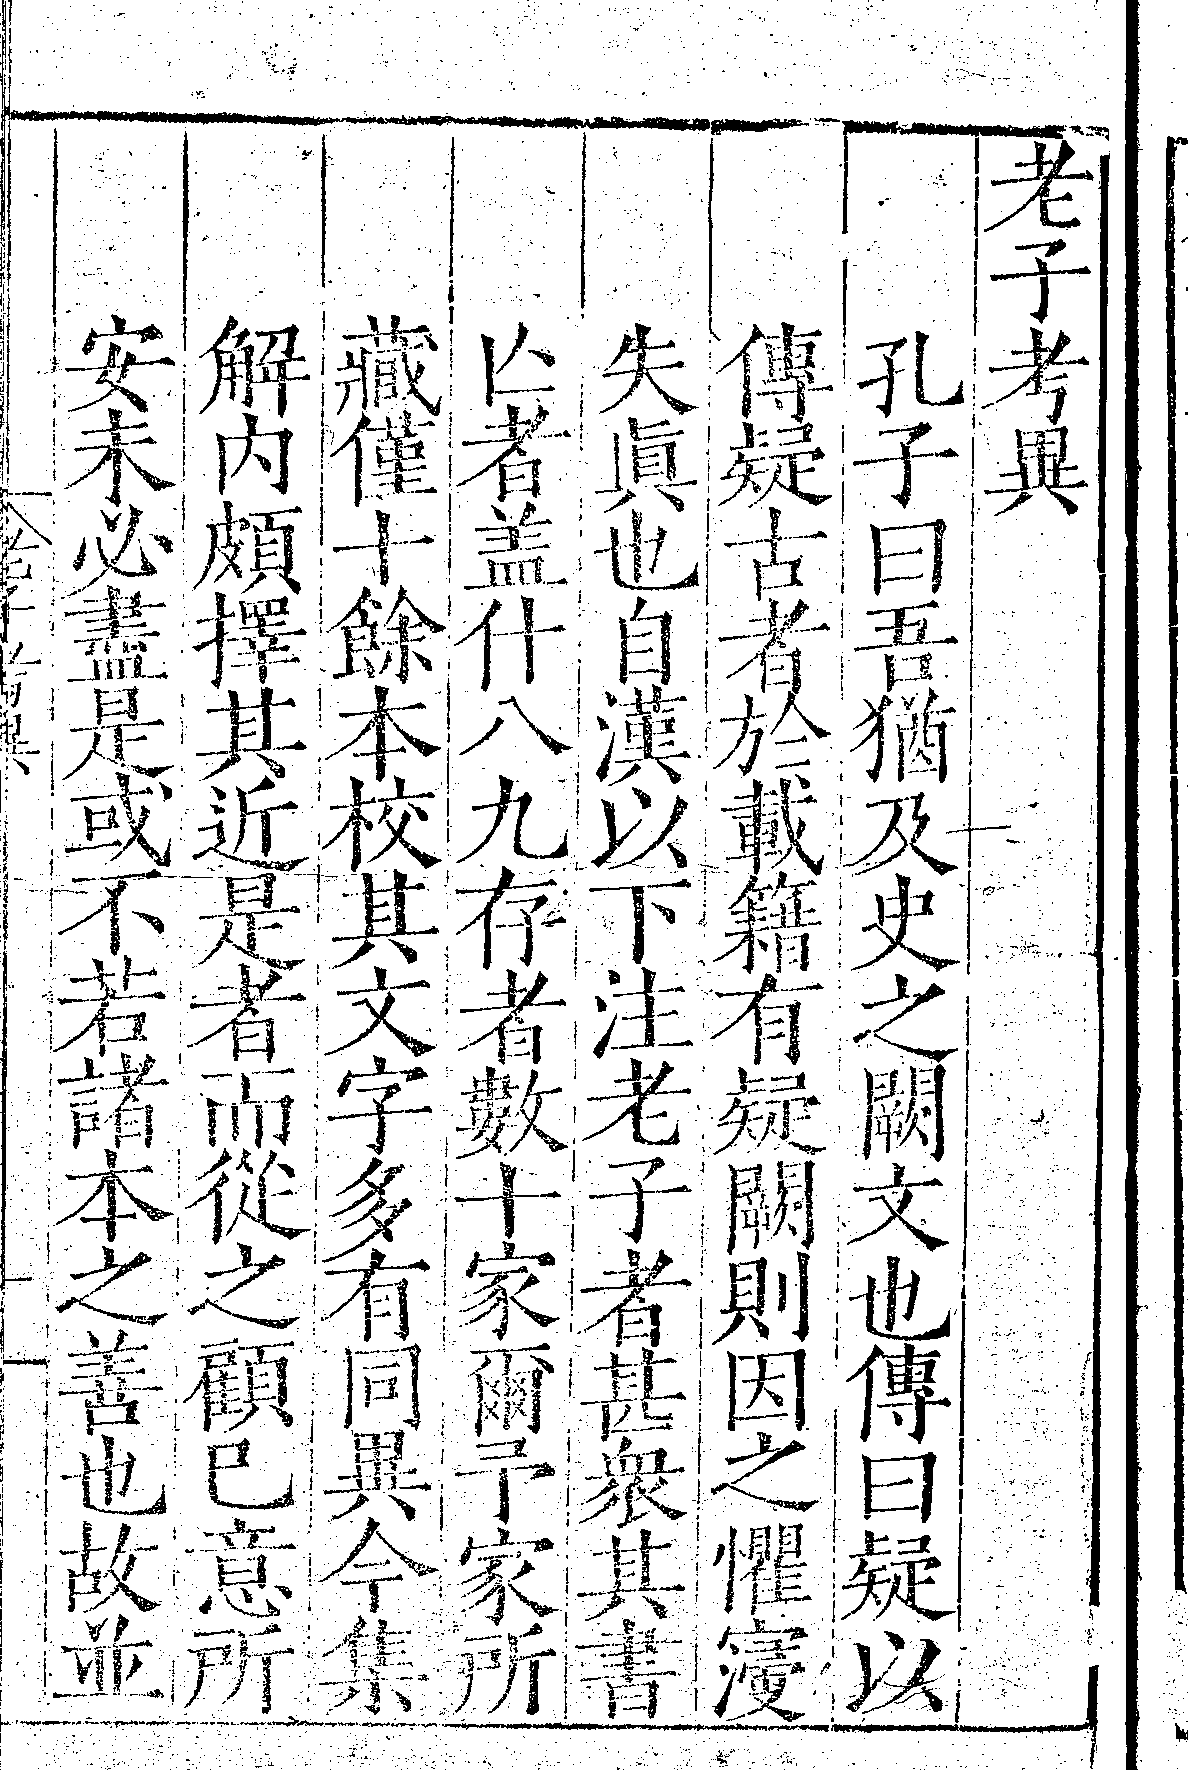 老子考異
孔子曰吾猶及史之闕文也傳曰疑以
傳疑古者於載籍有疑闕則因之懼寖
失眞也自漢以下注老子者甚衆其書
亾者盖什八九存者數十家爾予家所
藏僅十餘本校其文字多有同異今集
解内頗擇其近是者而從之顧已意所
安未必盡是或不若諸本之善也故並
老子考異